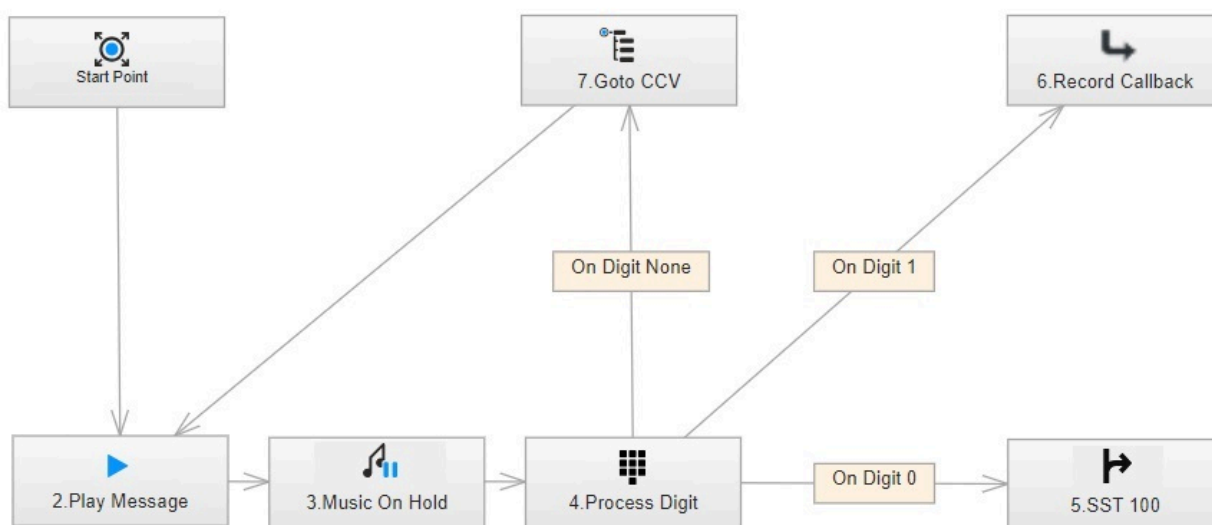 Start Point
7.Goto CCV
6.Record Callback
On Digit None
On Digit 1
2.Play Message
3.Music On Hold
4.Process Digit
On Digit 0
5.SST 100